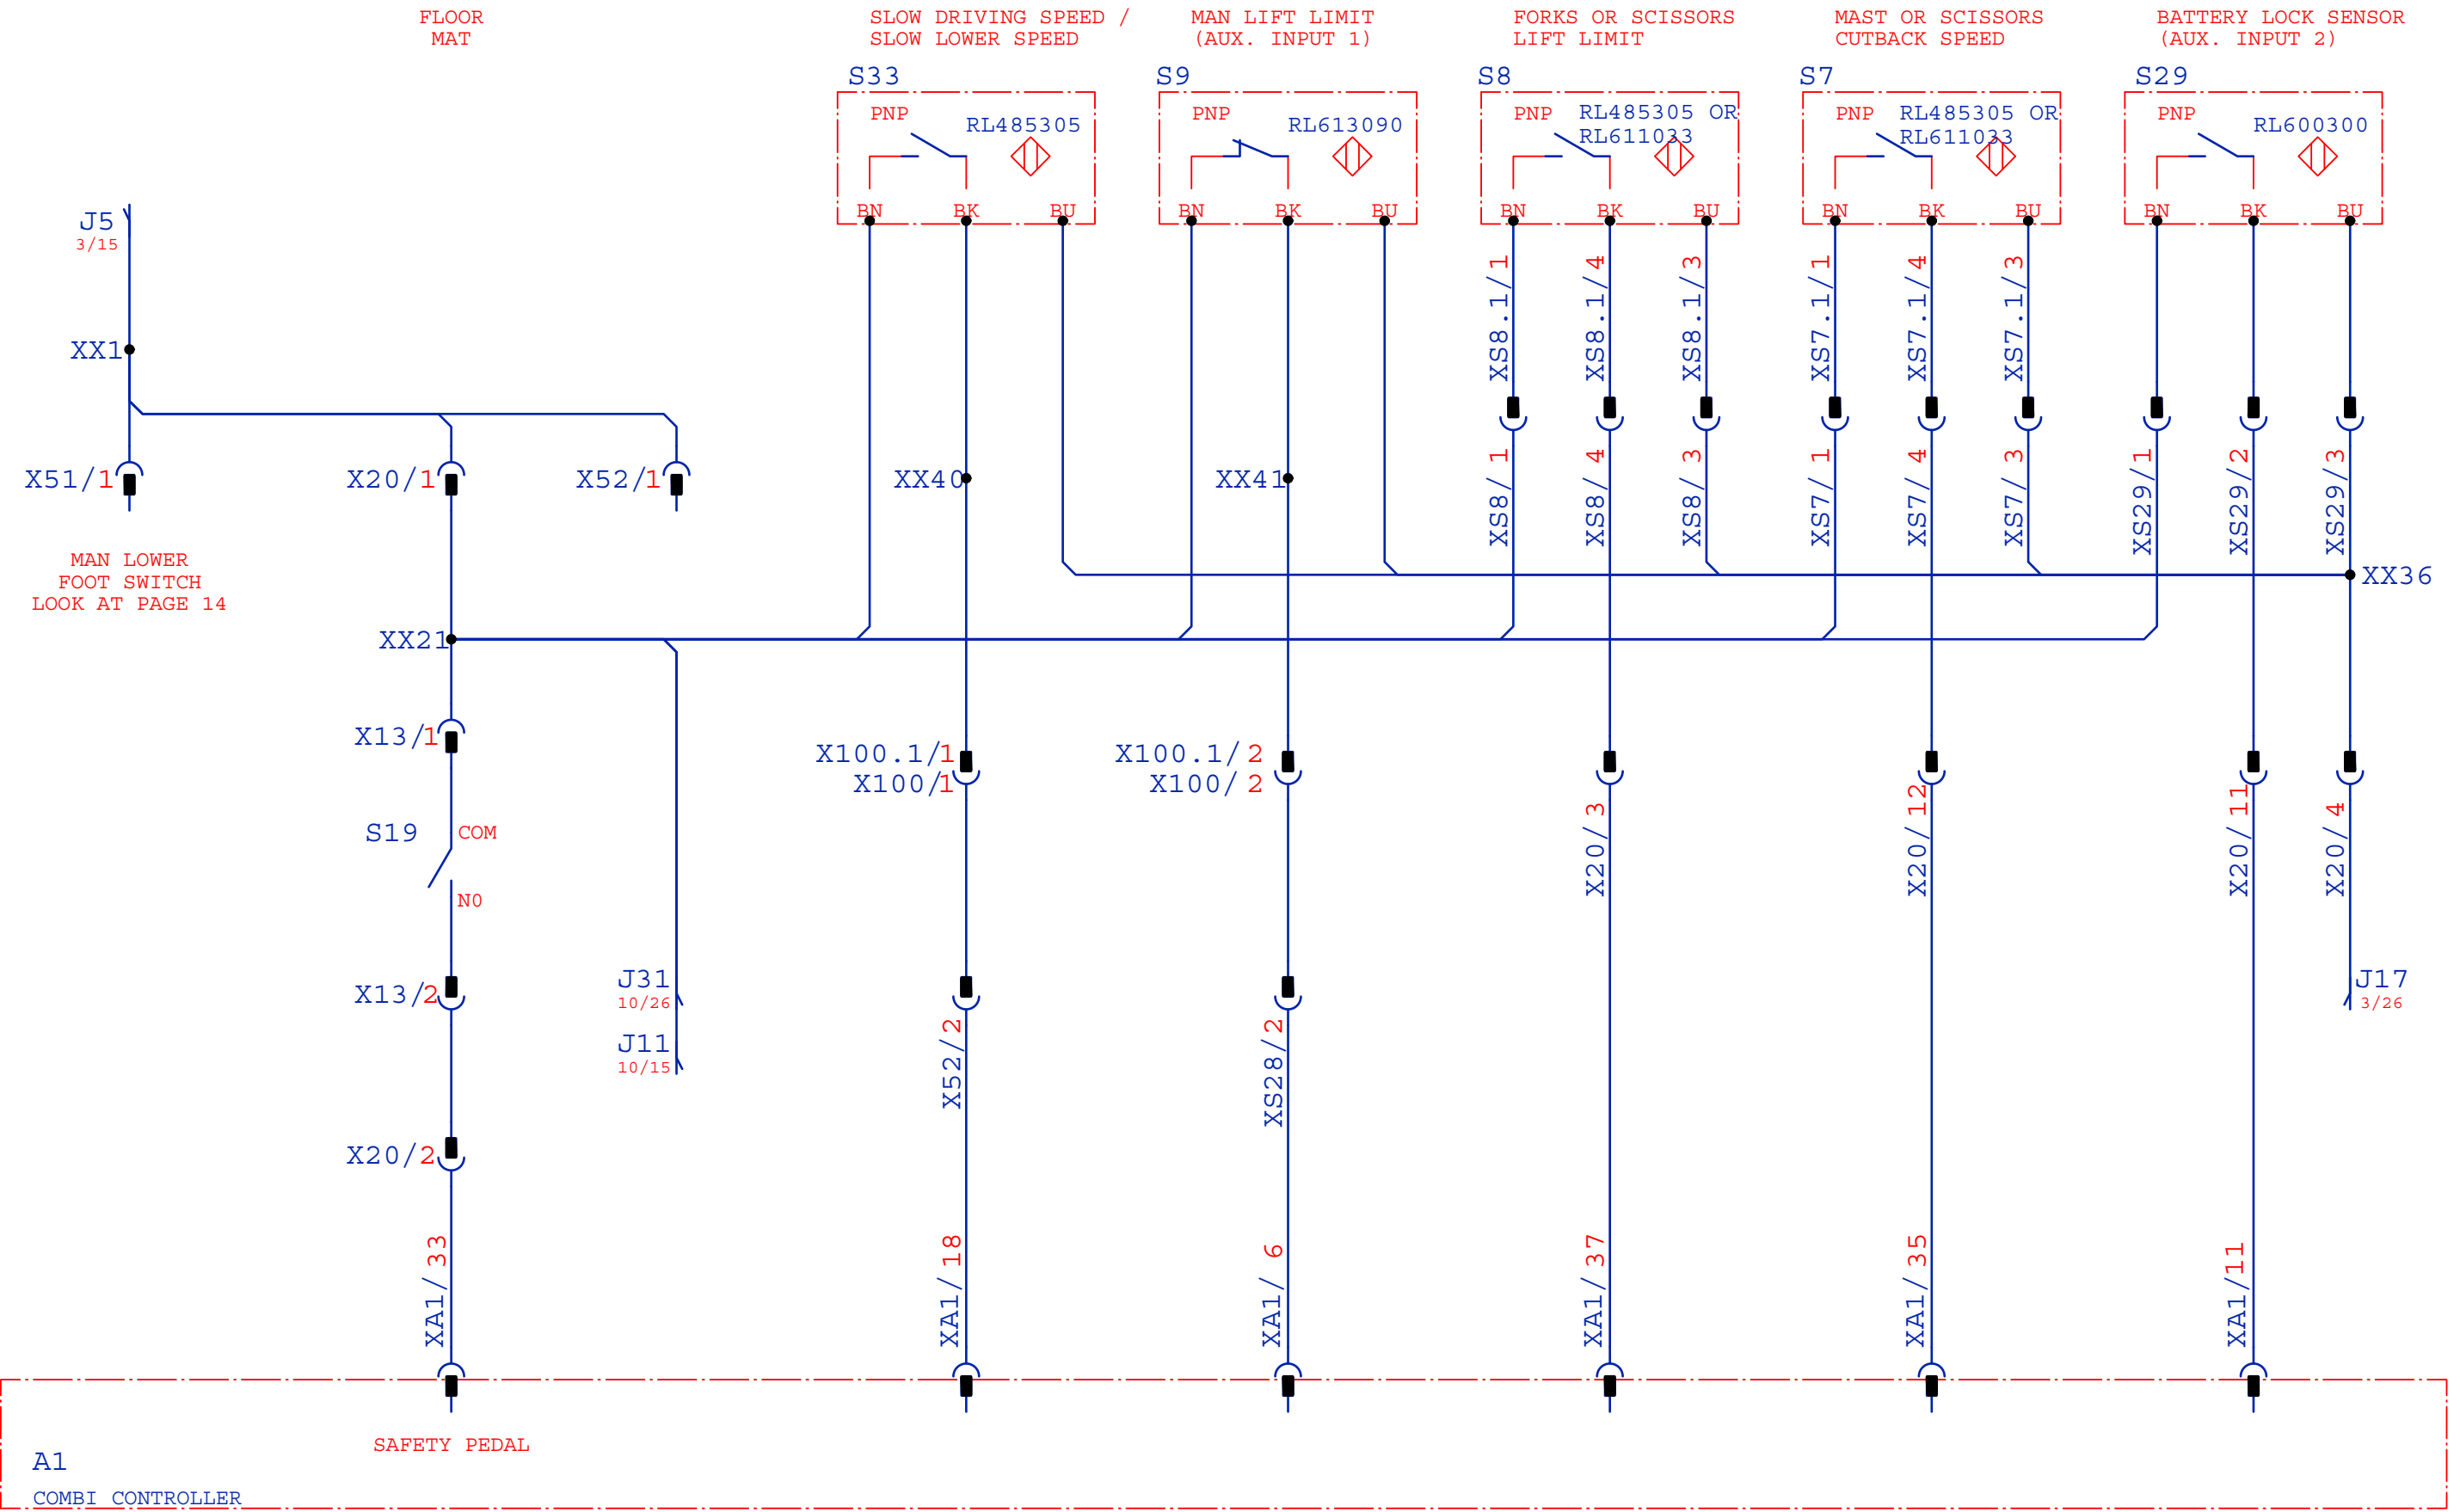 FLOOR
MAT
SLOW DRIVING SPEED /
SLOW LOWER SPEED
MAN LIFT LIMIT
(AUX. INPUT 1)
FORKS OR SCISSORS
LIFT LIMIT
MAST OR SCISSORS
CUTBACK SPEED
BATTERY LOCK SENSOR
(AUX. INPUT 2)
S33
S9
S8
S7
S29
PNP
RL485305
PNP
RL613090
PNP
RL485305 OR
RL611033
PNP
RL485305 OR
RL611033
PNP
RL600300
BN BK BU
BN BK BU
BN BK BU
BN BK BU
BN BK BU
J5
3/15
XS8.1/1
XS8.1/4
XS8.1/3
XS7.1/1
XS7.1/4
XS7.1/3
XX1
X51/1
X20/1
X52/1
XX40
XX41
XS8/ 1
XS8/ 4
XS8/ 3
XS7/ 1
XS7/ 4
XS7/ 3
XS29/1
XS29/2
XS29/3
MAN LOWER
FOOT SWITCH
LOOK AT PAGE 14
XX36
XX21
X13/1
X100.1/1
X100/1
X100.1/ 2
X100/ 2
X20/ 3
X20/ 12
X20/ 11
X20/ 4
S19
COM
N0
X13/2
J31
10/26
J11
10/15
J17
3/26
X52/2
XS28/2
X20/2
XA1/ 33
XA1/ 18
XA1/ 6
XA1/ 37
XA1/ 35
XA1/11
SAFETY PEDAL
A1
COMBI CONTROLLER